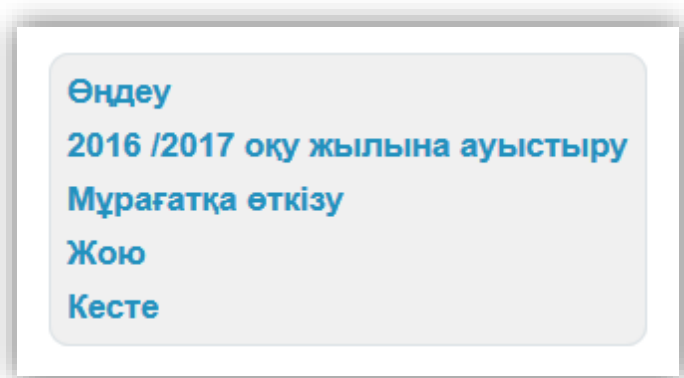 Өңдеу
2016 /2017 оқу жылына ауыстыру
Мұрағатқа өткізу
Жою
Кесте